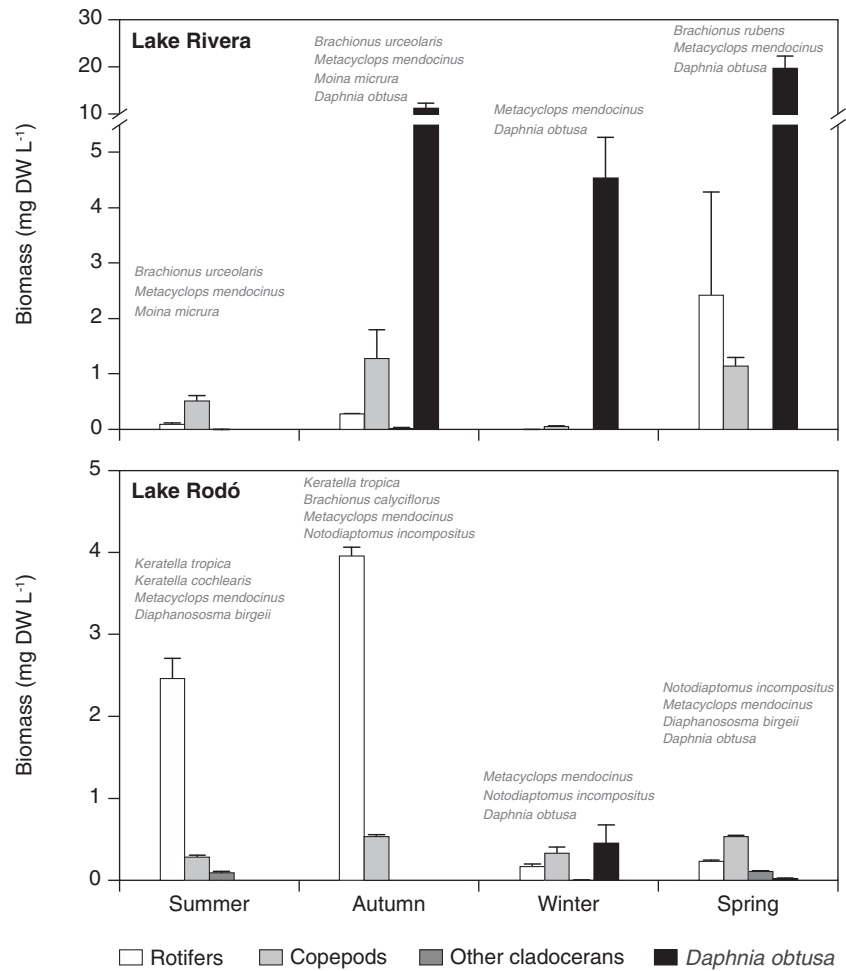 Lake Rivera
Biomass (mg DW L-1)
30
20
10
5
4
3
2
1
0
Brachionus urceolaris
Metacyclops mendocinus
Moina micrura
Brachionus urceolaris
Metacyclops mendocinus
Moina micrura
Daphnia obtusa
Metacyclops mendocinus
Daphnia obtusa
Brachionus rubens
Metacyclops mendocinus
Daphnia obtusa
Lake Rodó
Biomass (mg DW L-1)
5
4
3
2
1
0
Keratella tropica
Keratella cochlearis
Metacyclops mendocinus
Diaphanososma birgeii
Keratella tropica
Brachionus calyciflorus
Metacyclops mendocinus
Notodiaptomus incompositus
Metacyclops mendocinus
Notodiaptomus incompositus
Daphnia obtusa
Notodiaptomus incompositus
Metacyclops mendocinus
Diaphanososma birgeii
Daphnia obtusa
Summer Autumn Winter Spring
Rotifers Copepods Other cladocerans Daphnia obtusa